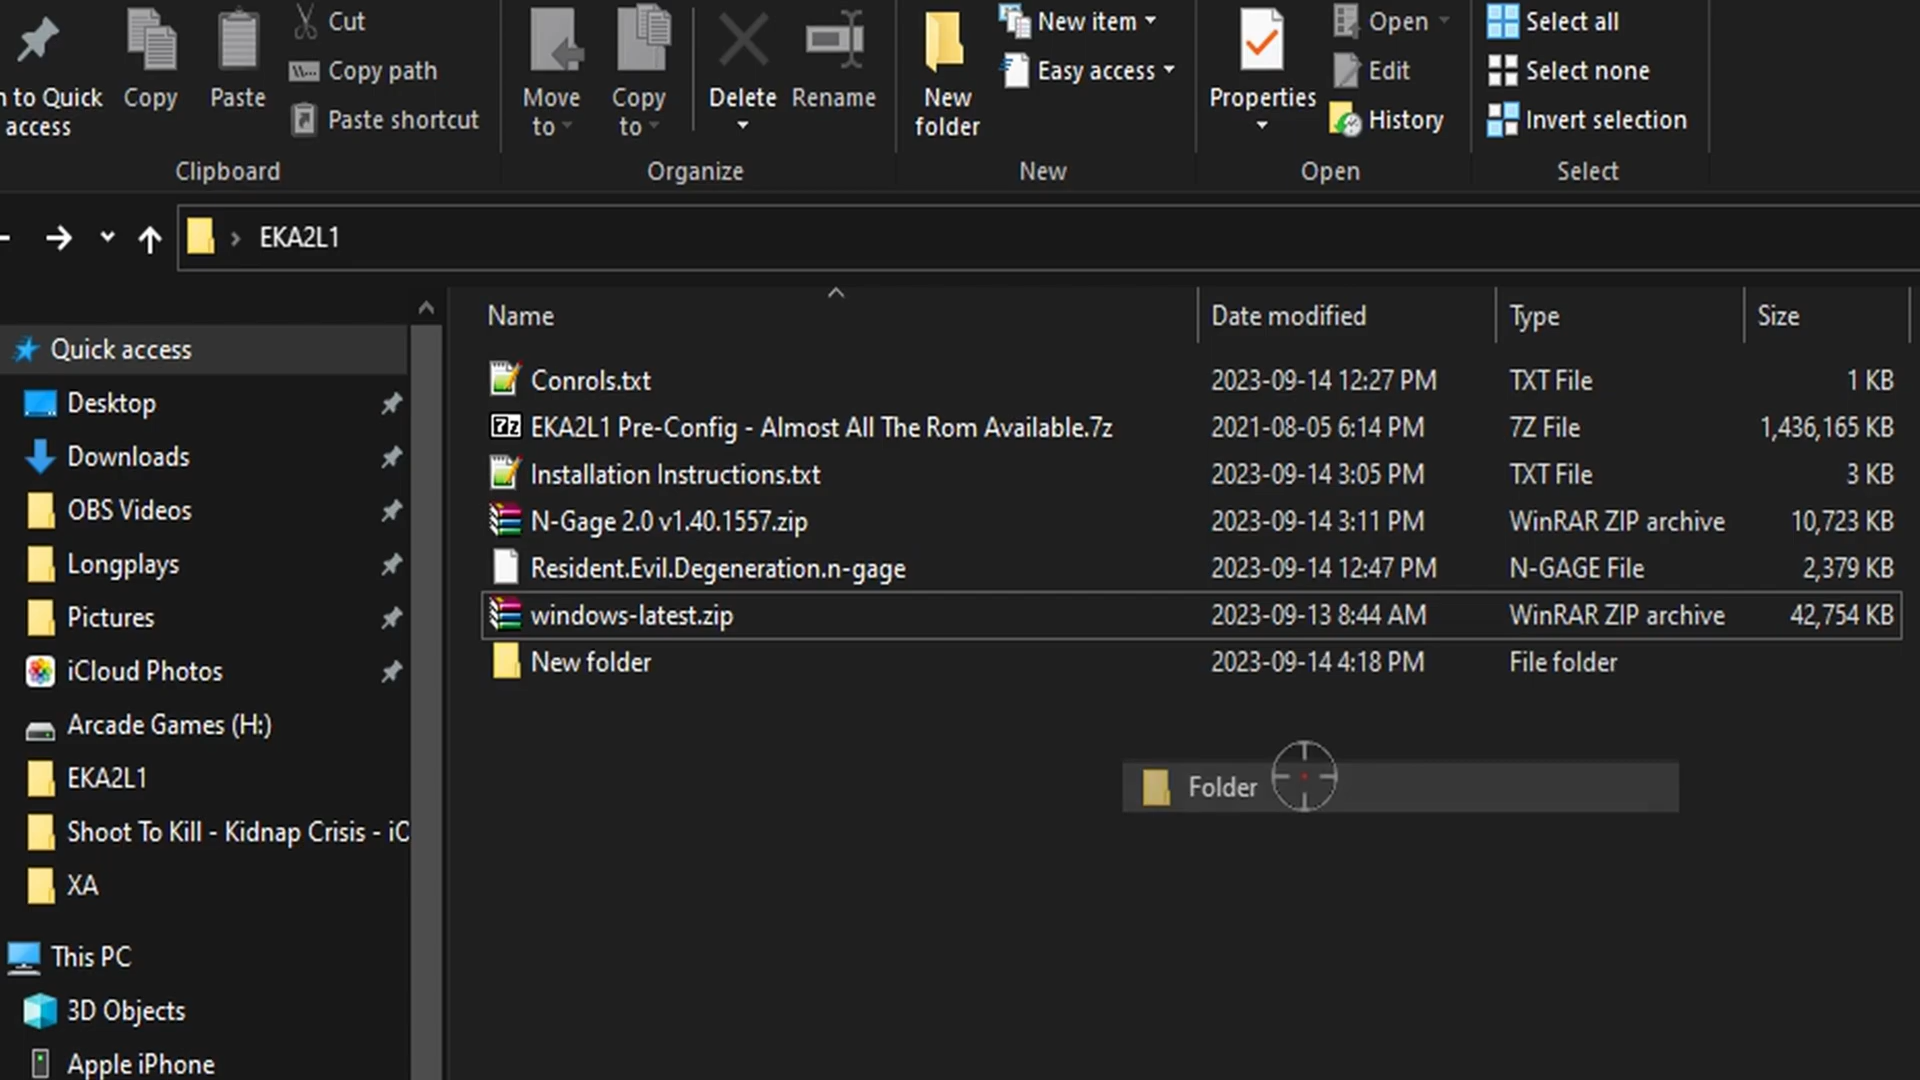 Cut
Copy path
Paste shortcut
n to Quick access
Copy
Paste
Clipboard
Move to
Copy to
Delete
Rename
Organize
New folder
New item
Easy access
New
Properties
Open
Edit
History
Open
Select all
Select none
Invert selection
Select
EKA2L1
Name Date modified Type Size
Conrols.txt 2023-09-14 12:27 PM TXT File 1 KB
7z EKA2L1 Pre-Config - Almost All The Rom Available.7z 2021-08-05 6:14 PM 7Z File 1,436,165 KB
Installation Instructions.txt 2023-09-14 3:05 PM TXT File 3 KB
N-Gage 2.0 v1.40.1557.zip 2023-09-14 3:11 PM WinRAR ZIP archive 10,723 KB
Resident.Evil.Degeneration.n-gage 2023-09-14 12:47 PM N-GAGE File 2,379 KB
windows-latest.zip 2023-09-13 8:44 AM WinRAR ZIP archive 42,754 KB
New folder 2023-09-14 4:18 PM File folder
Folder
Quick access
Desktop
Downloads
OBS Videos
Longplays
Pictures
iCloud Photos
Arcade Games (H:)
EKA2L1
Shoot To Kill - Kidnap Crisis - iO
XA
This PC
3D Objects
Apple iPhone